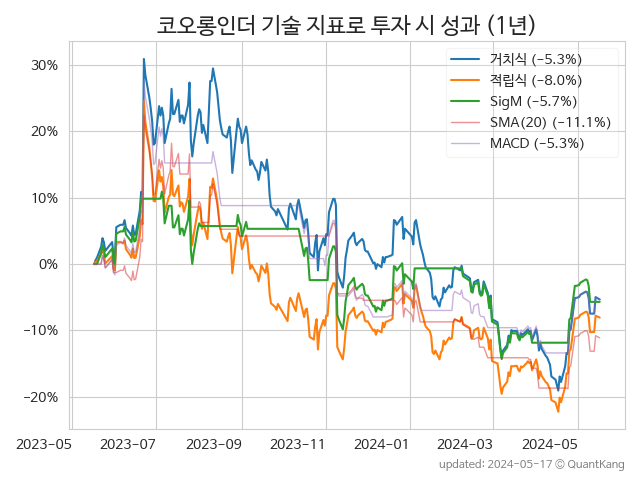 코오롱인더 기술 지표로 투자 시 성과 (1년)
거치식 (−5.3%)
적립식 (−8.0%)
SigM (−5.7%)
SMA(20) (−11.1%)
MACD (−5.3%)
30%
20%
10%
0%
−10%
−20%
2023-05 2023-07 2023-09 2023-11 2024-01 2024-03 2024-05
updated: 2024-05-17 ⓒ QuantKang